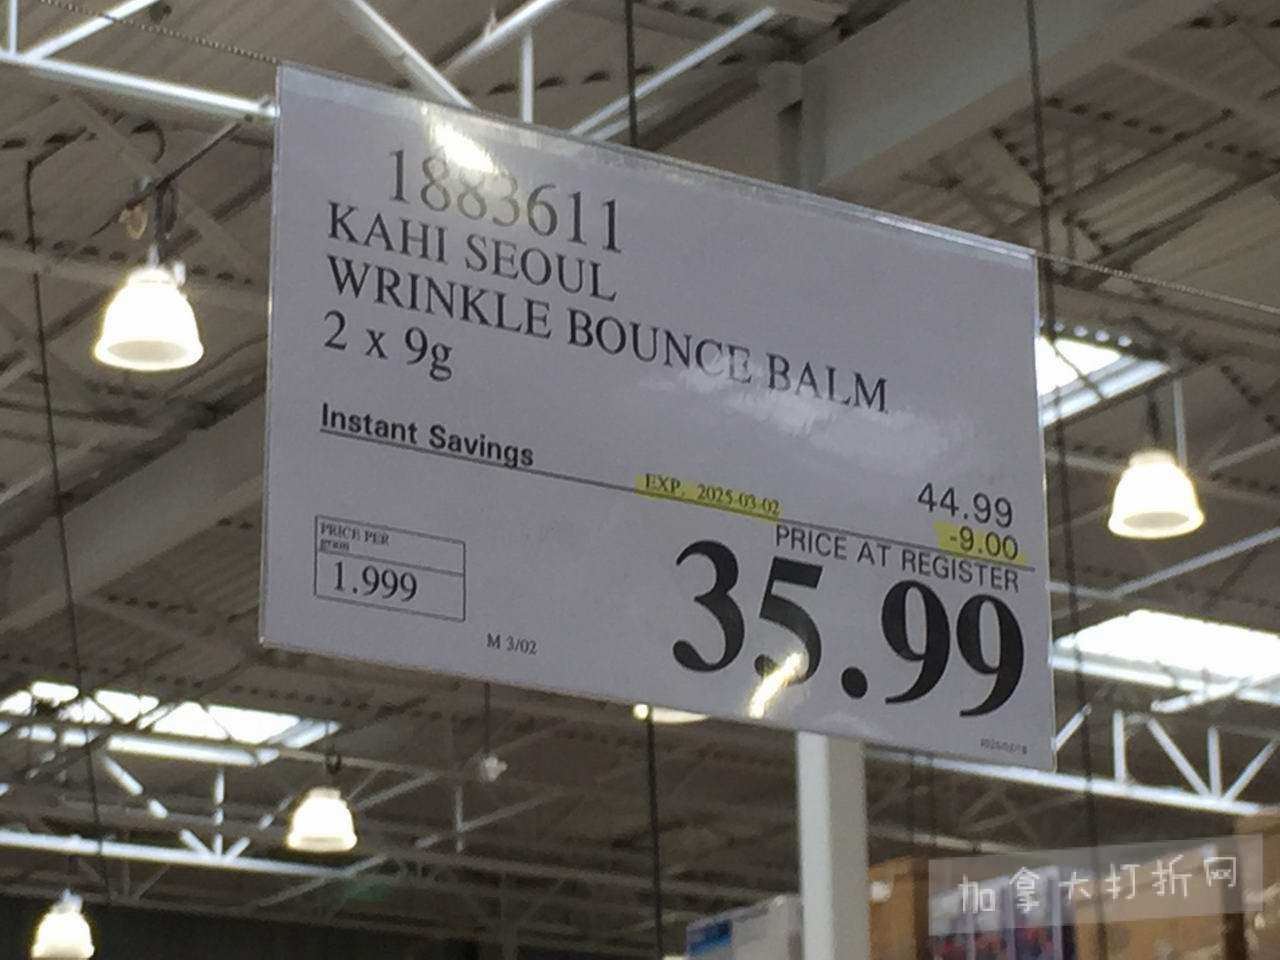 1883611
KAHI SEOUL
WRINKLE BOUNCE BALM
2 x 9g
44.99
Instant Savings
EXP. 2025-03-02
-9.00
PRICE AT REGISTER
35.99
PRICE PER
gram
1.999
M 3/02
加拿大打折网